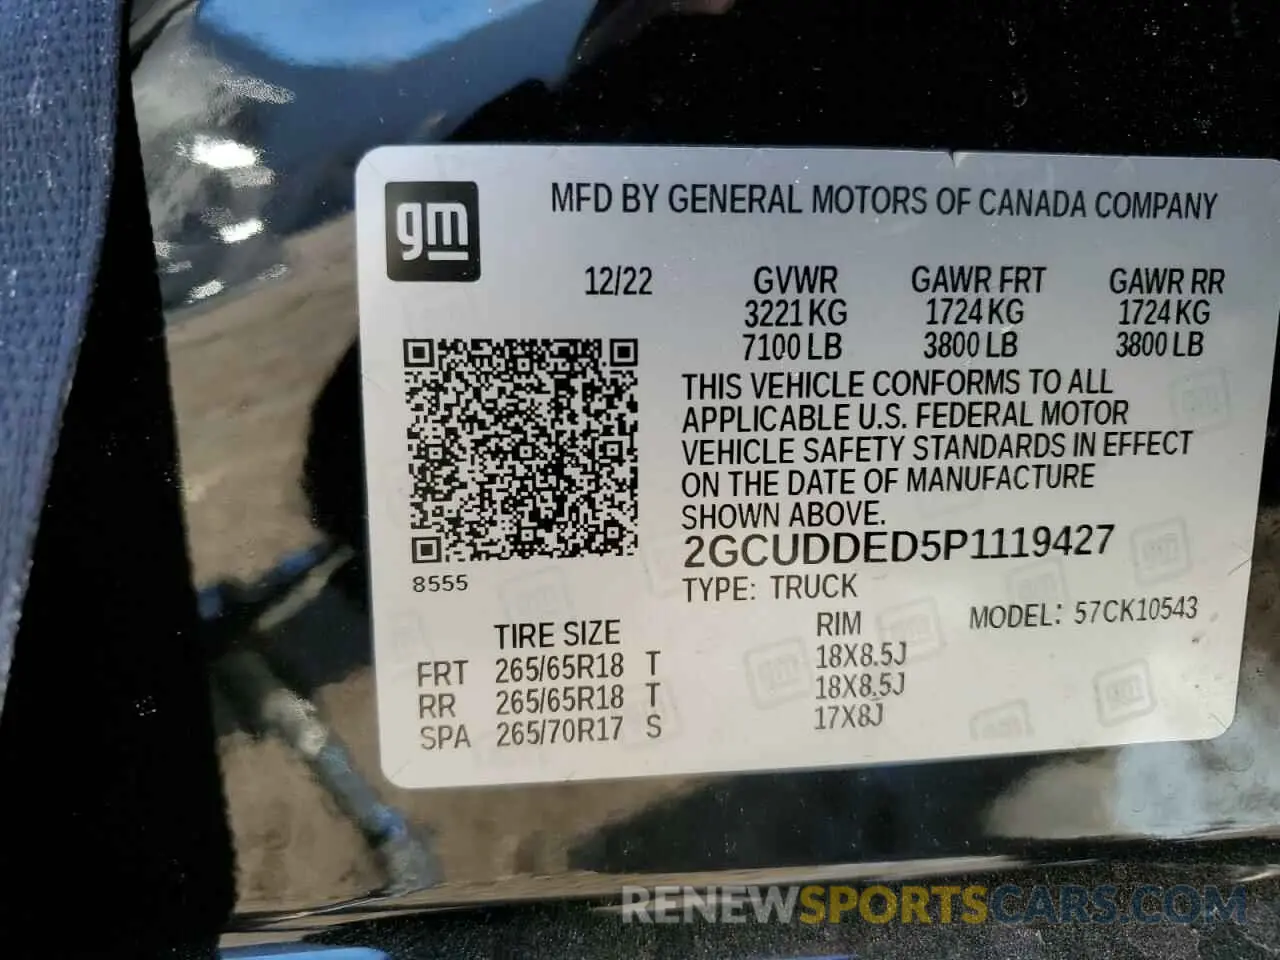 gm
MFD BY GENERAL MOTORS OF CANADA COMPANY
12/22 GVWR GAWR FRT GAWR RR
3221 KG 1724 KG 1724 KG
7100 LB 3800 LB 3800 LB
THIS VEHICLE CONFORMS TO ALL
APPLICABLE U.S. FEDERAL MOTOR
VEHICLE SAFETY STANDARDS IN EFFECT
ON THE DATE OF MANUFACTURE
SHOWN ABOVE.
2GCUDDED5P1119427
8555
TYPE: TRUCK
TIRE SIZE RIM MODEL: 57CK10543
FRT 265/65R18 T 18X8.5J
RR 265/65R18 T 18X8.5J
SPA 265/70R17 S 17X8J
RENEWSPORTSCARS.COM